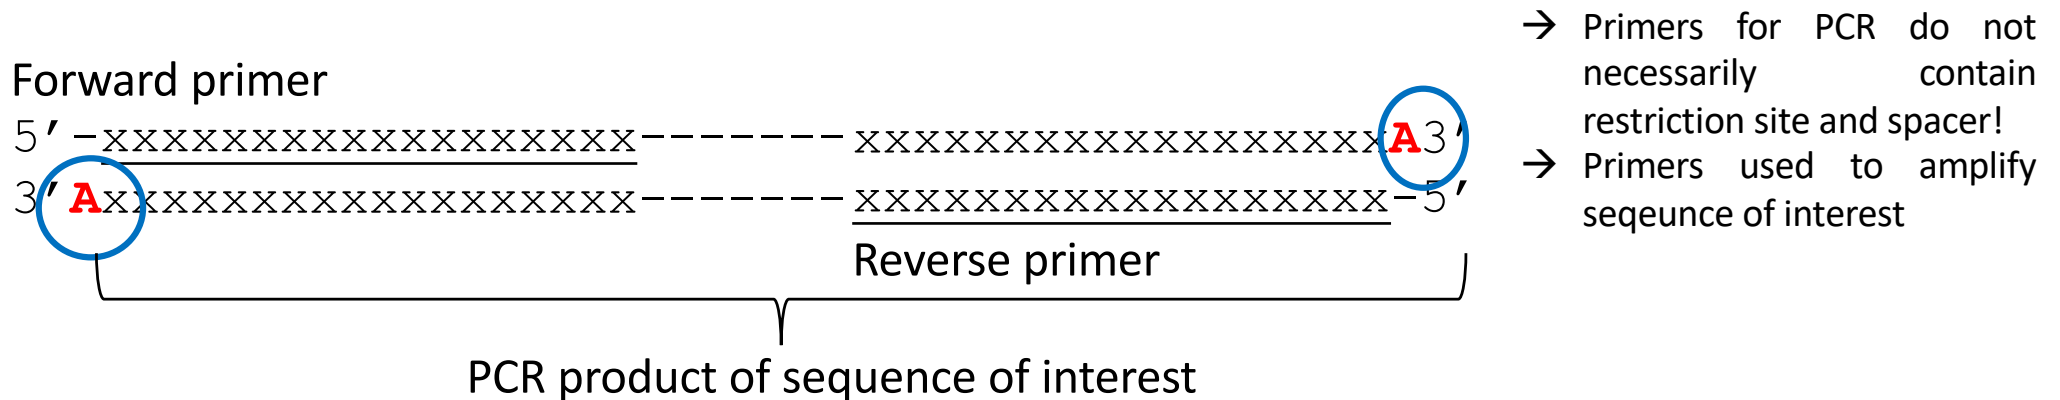 Forward primer
5’ –xxxxxxxxxxxxxxxxxx-------xxxxxxxxxxxxxxxxxxA3’
3’Axxxxxxxxxxxxxxxxxx-------xxxxxxxxxxxxxxxxxx–5’
Reverse primer
PCR product of sequence of interest
→ Primers for PCR do not
necessarily contain
restriction site and spacer!
→ Primers used to amplify
seqeunce of interest